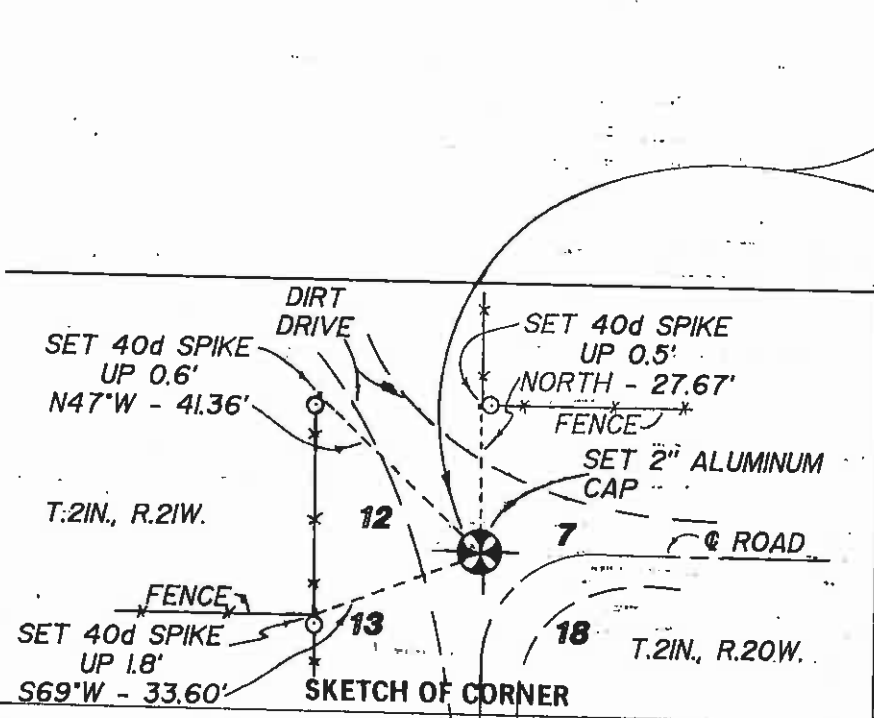 DIRT
DRIVE
SET 40d SPIKE
UP 0.6'
N47°W - 41.36'
SET 40d SPIKE
UP 0.5'
NORTH - 27.67'
FENCE
SET 2" ALUMINUM
CAP
T.21N., R.21W.
12
7
℄ ROAD
FENCE
13
18
SET 40d SPIKE
UP 1.8'
S69°W - 33.60'
T.21N., R.20W.
SKETCH OF CORNER